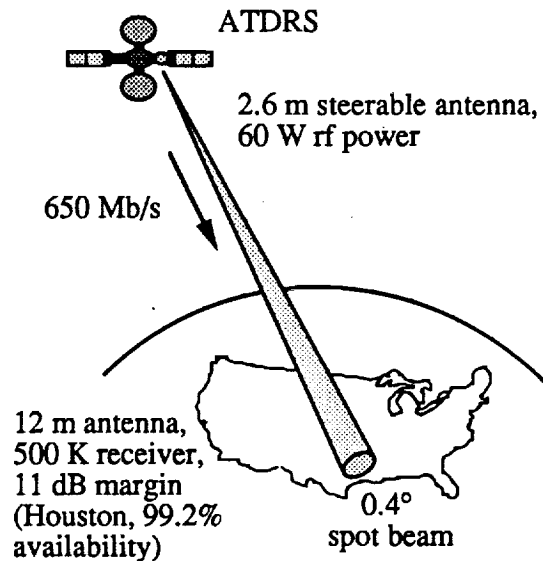 ATDRS
2.6 m steerable antenna,
60 W rf power
650 Mb/s
12 m antenna,
500 K receiver,
11 dB margin
(Houston, 99.2%
availability)
0.4°
spot beam